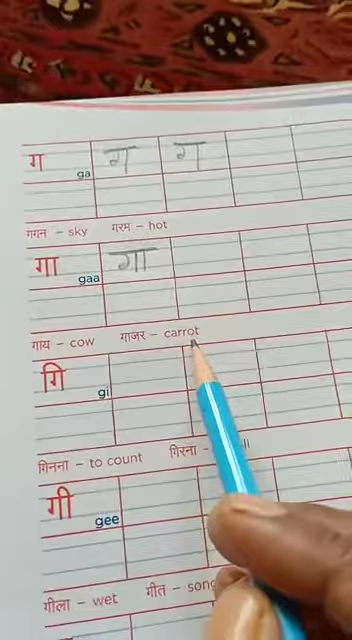 ग ga ग ग
गगन – sky गरम – hot
गा gaa गा
गाय – cow गाजर – carrot
गि gi
गिनना – to count गिरना –
गी gee
गीला – wet गीत – song